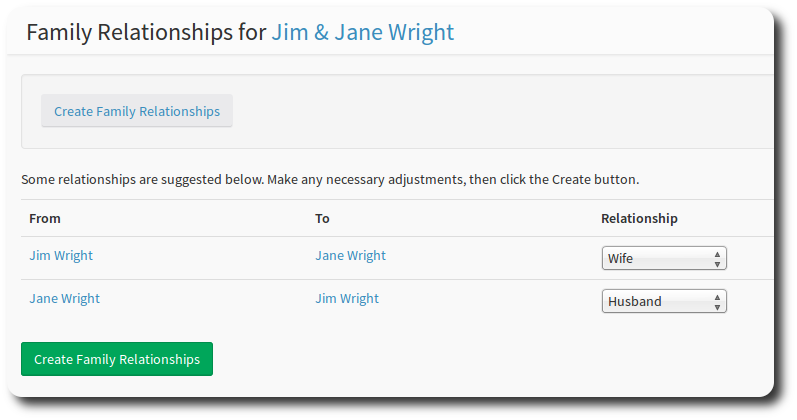 Family Relationships for Jim & Jane Wright
Create Family Relationships
Some relationships are suggested below. Make any necessary adjustments, then click the Create button.
From To Relationship
Jim Wright Jane Wright Wife
Jane Wright Jim Wright Husband
Create Family Relationships